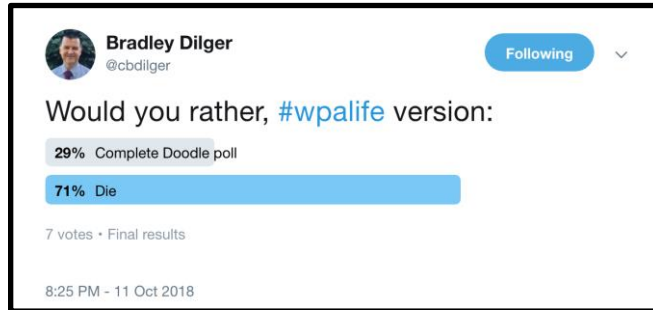 Bradley Dilger
@cbdilger
Following
Would you rather, #wpalife version:
29% Complete Doodle poll
71% Die
7 votes • Final results
8:25 PM - 11 Oct 2018